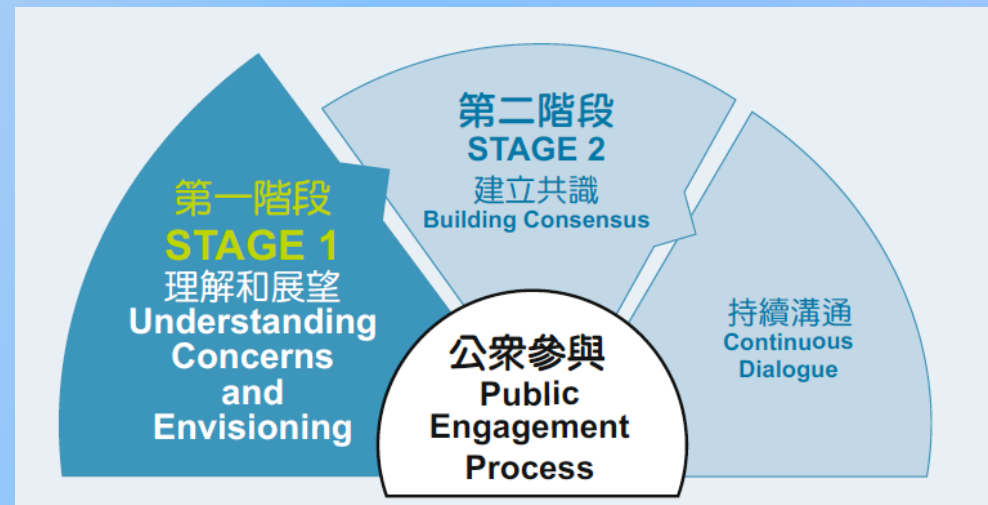 第一階段
STAGE 1
理解和展望
Understanding
Concerns
and
Envisioning
第二階段
STAGE 2
建立共識
Building Consensus
持續溝通
Continuous
Dialogue
公眾參與
Public
Engagement
Process